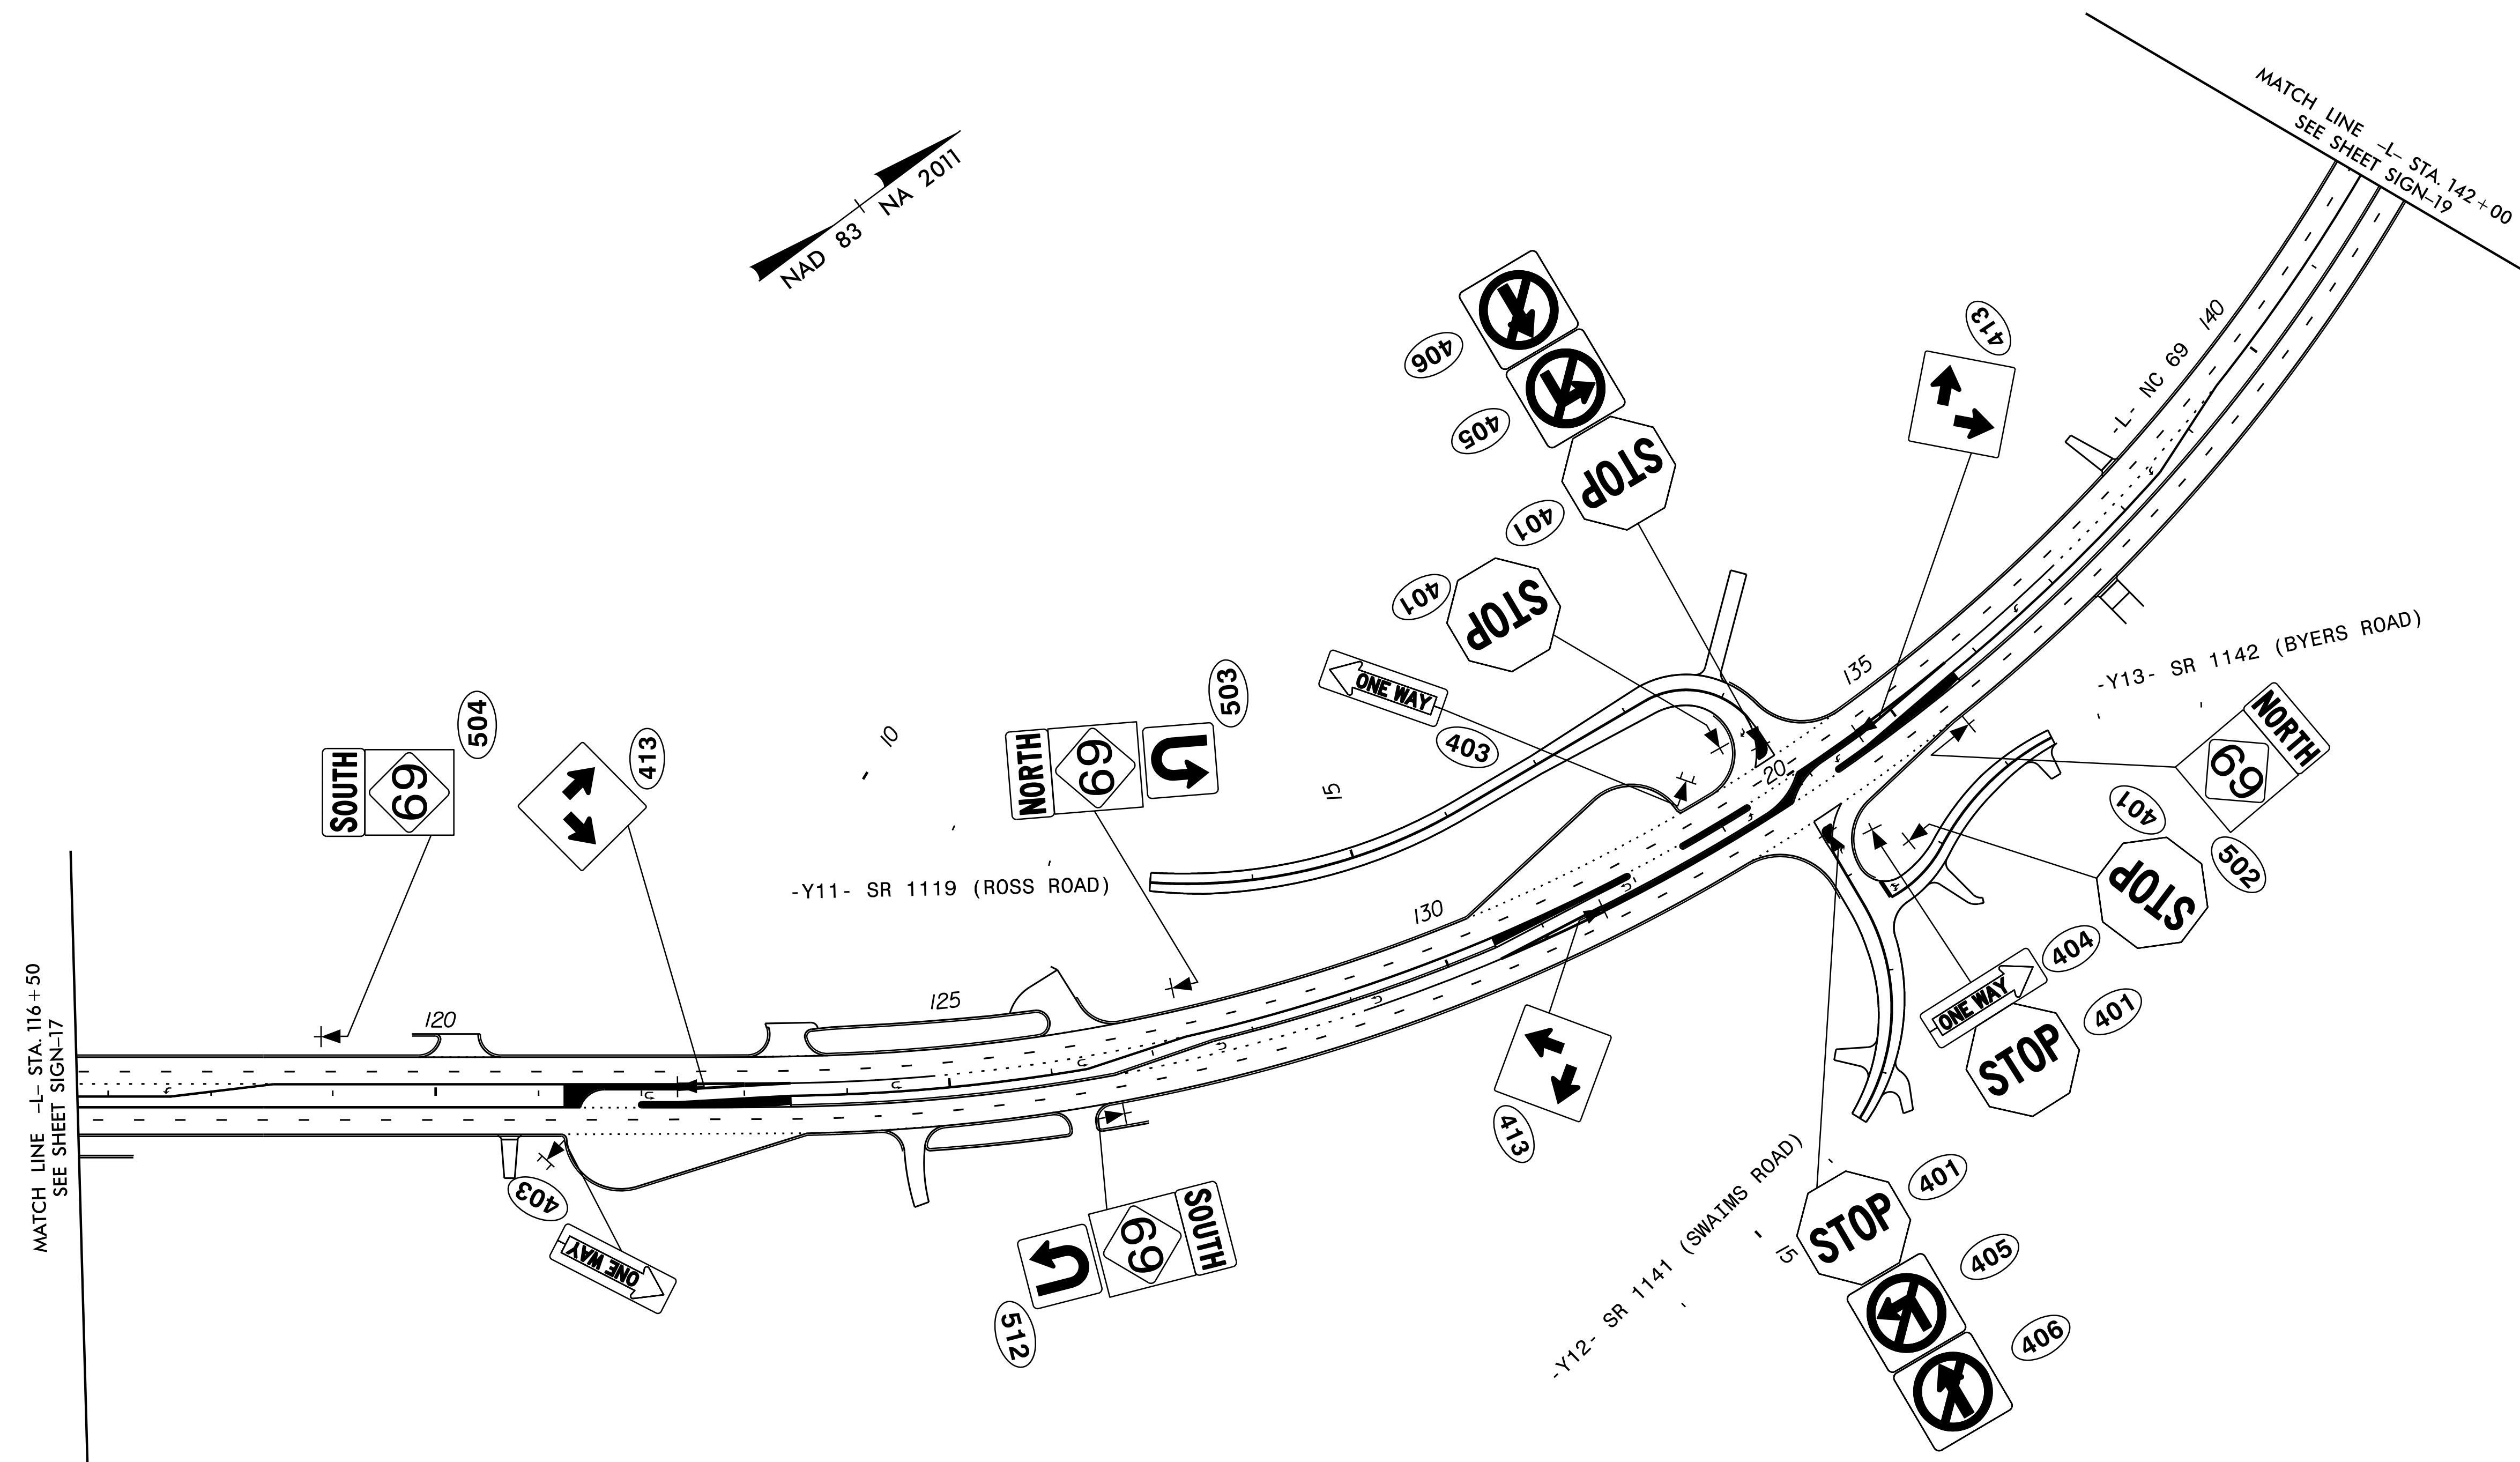 MATCH LINE -L- STA. 142+00
SEE SHEET SIGN-19
NAD 83 NA 2011
406
405
401
STOP
401
STOP
413
140
-L- NC 69
135
-Y13- SR 1142 (BYERS ROAD)
NORTH
69
502
401
STOP
403
ONE WAY
20
503
NORTH
69
504
SOUTH
69
413
10
15
-Y11- SR 1119 (ROSS ROAD)
130
125
120
404
ONE WAY
401
STOP
413
MATCH LINE -L- STA. 116+50
SEE SHEET SIGN-17
403
ONE WAY
512
SOUTH
69
-Y12- SR 1141 (SWAIMS ROAD)
15
401
STOP
405
406